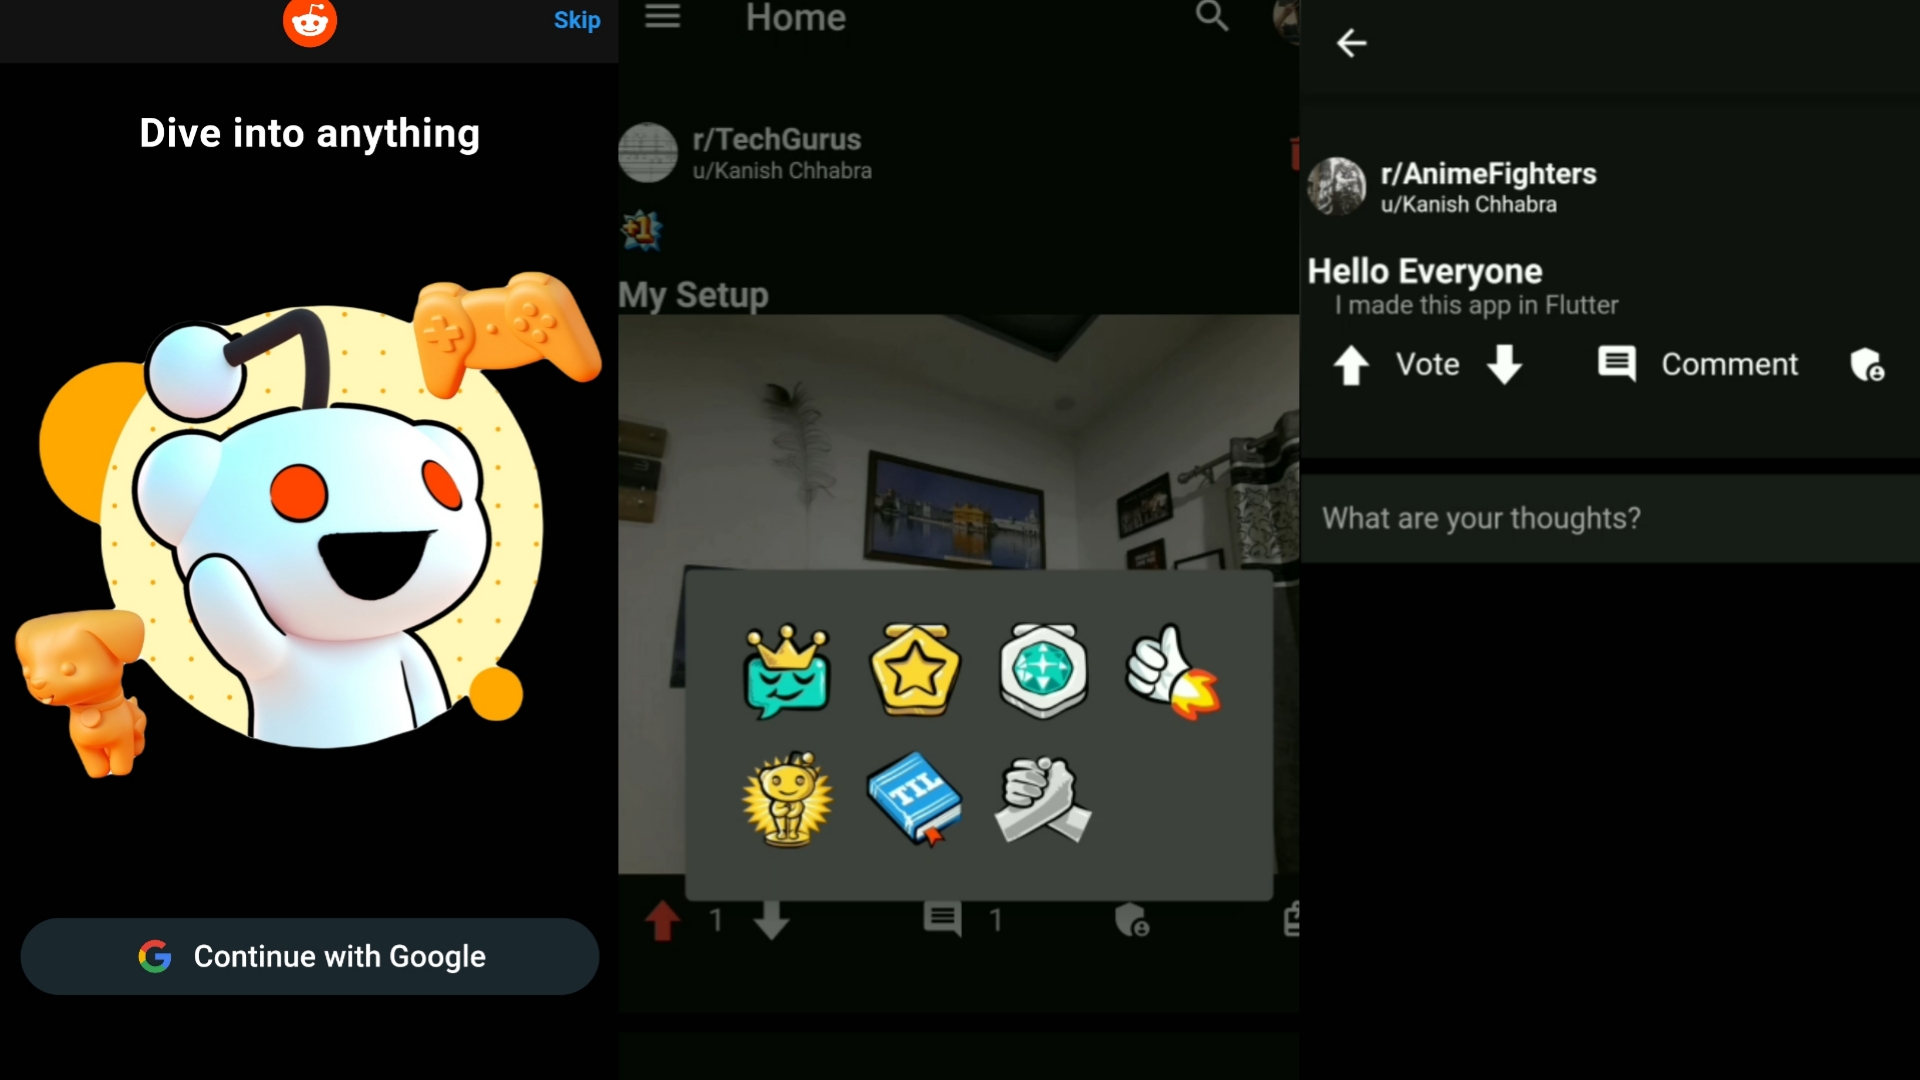 Skip
Dive into anything
Continue with Google
Home
r/TechGurus
u/Kanish Chhabra
+1
My Setup
TIL
1
1
r/AnimeFighters
u/Kanish Chhabra
Hello Everyone
I made this app in Flutter
Vote
Comment
What are your thoughts?